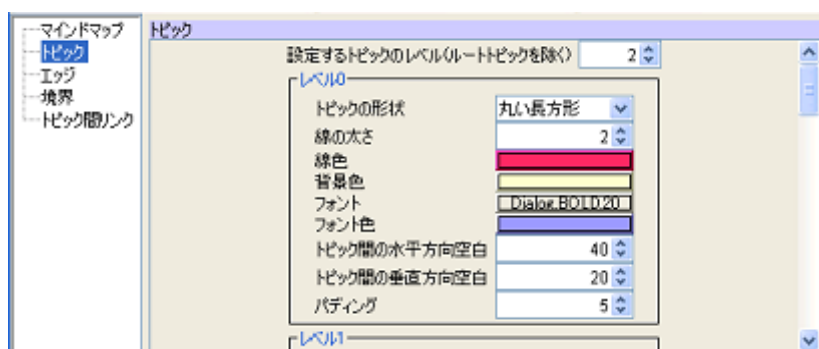 マインドマップ
トピック
エッジ
境界
トピック間リンク
トピック
設定するトピックのレベル(ルートトピックを除く) 2
レベル0
トピックの形状 丸い長方形
線の太さ 2
線色
背景色
フォント Dialog.BOLD.20
フォント色
トピック間の水平方向空白 40
トピック間の垂直方向空白 20
パディング 5
レベル1